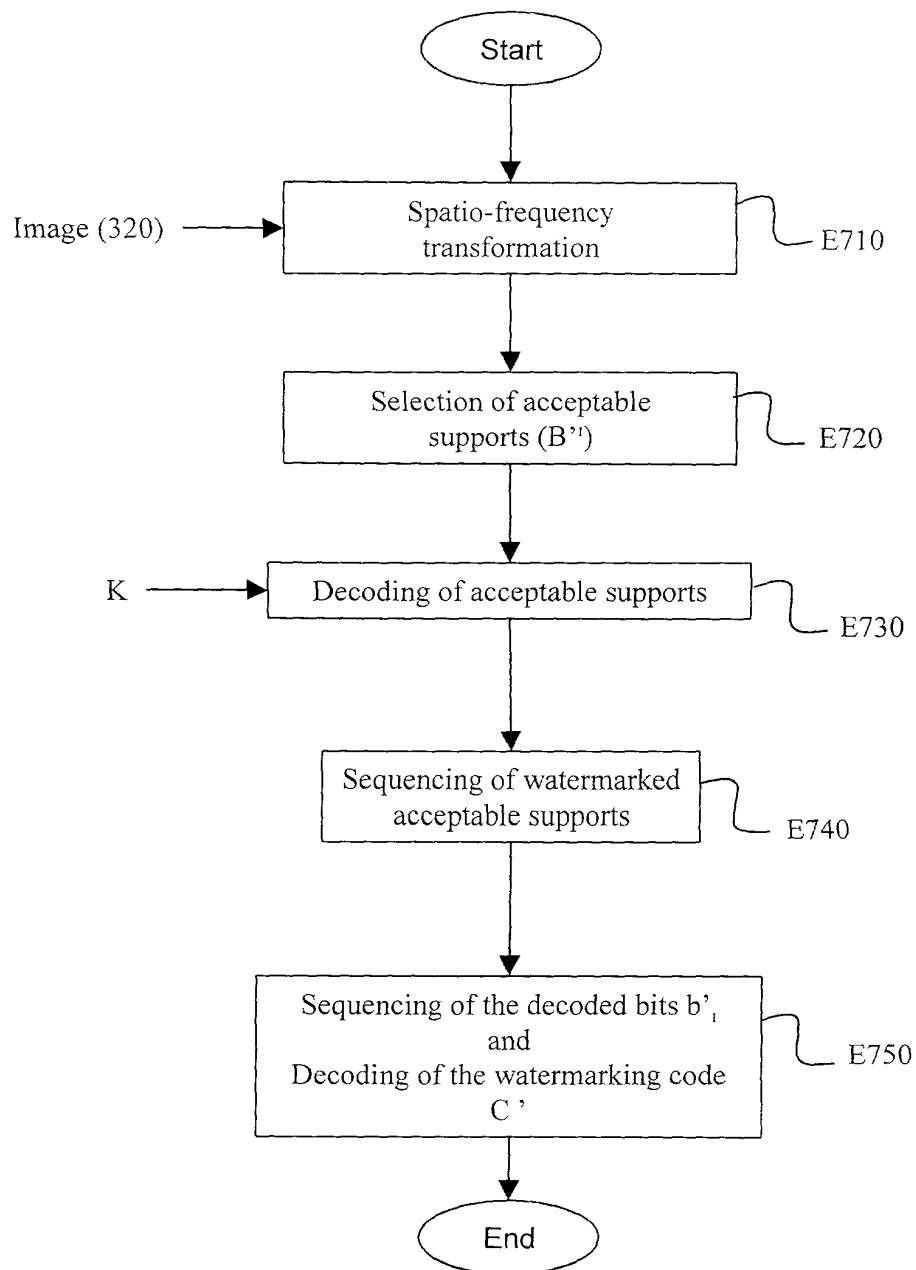 Start
Spatio-frequency
transformation
Image (320)
E710
Selection of acceptable
supports (B'ᴵ)
E720
K
Decoding of acceptable supports
E730
Sequencing of watermarked
acceptable supports
E740
Sequencing of the decoded bits b'ı
and
Decoding of the watermarking code
C '
E750
End